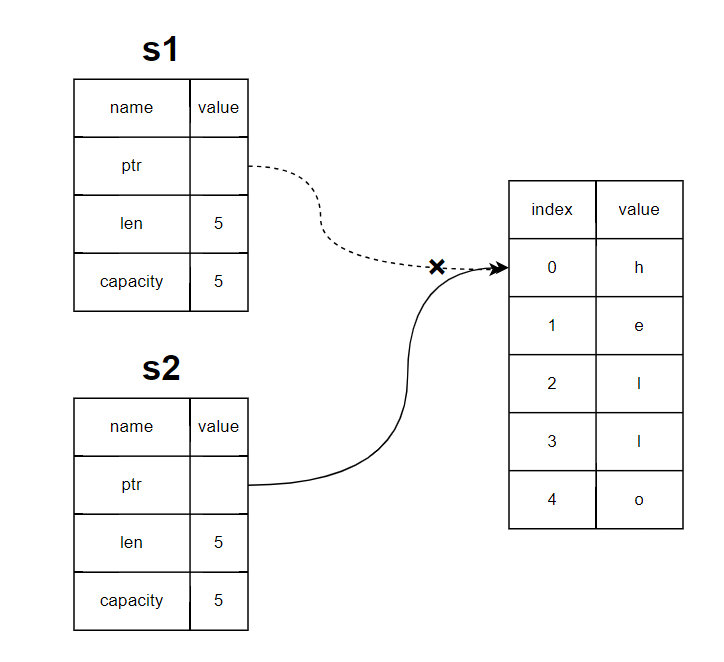 s1
name value
ptr
len 5
capacity 5
s2
name value
ptr
len 5
capacity 5
index value
0 h
1 e
2 l
3 l
4 o